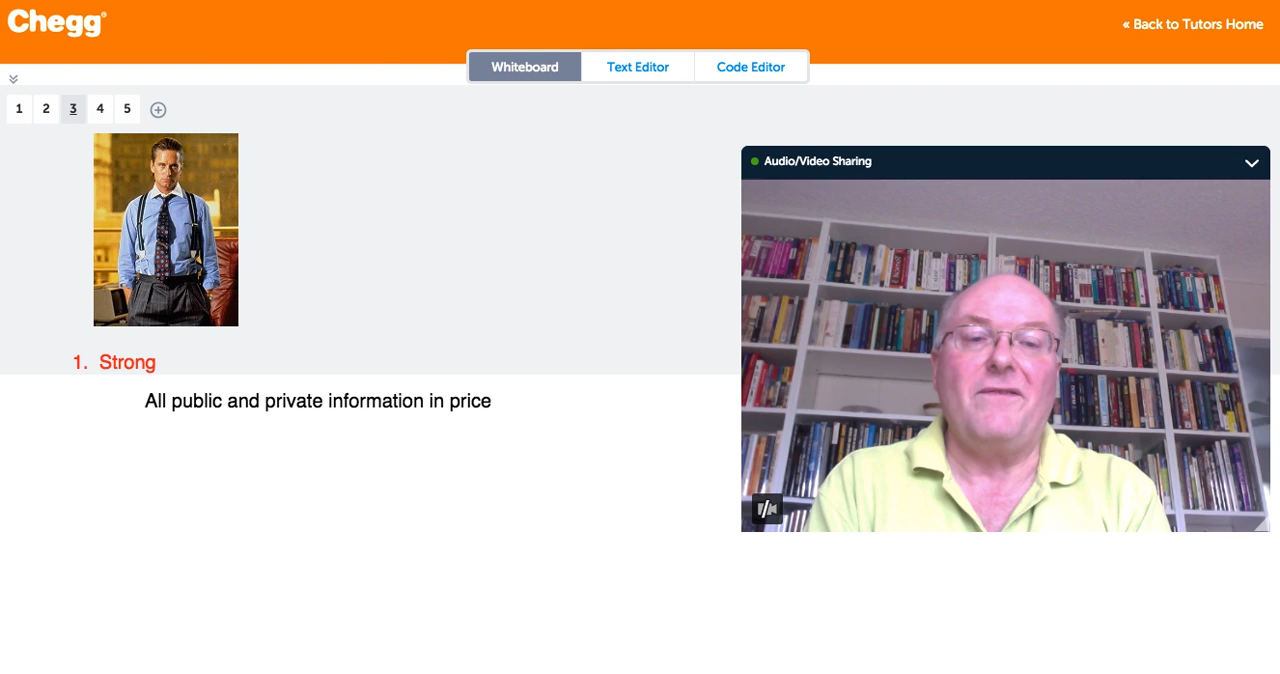 Chegg®
« Back to Tutors Home
Whiteboard Text Editor Code Editor
1 2 3 4 5
Audio/Video Sharing
1. Strong
All public and private information in price